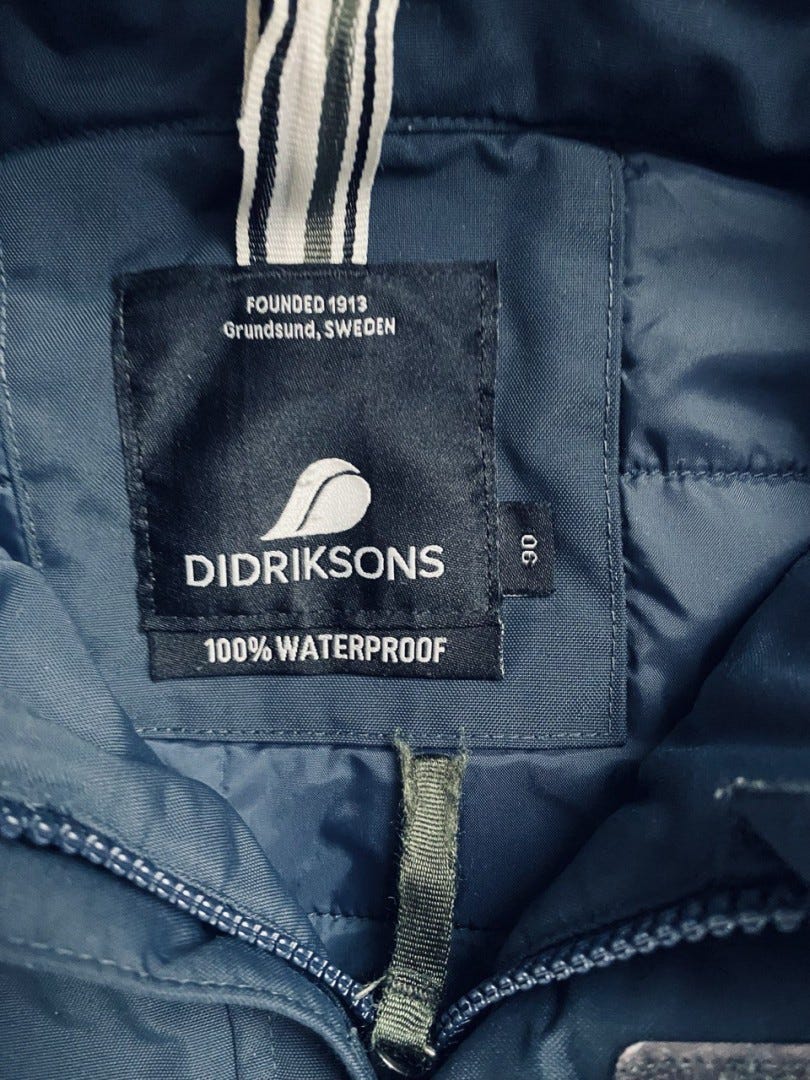 FOUNDED 1913
Grundsund, SWEDEN
DIDRIKSONS
90
100% WATERPROOF